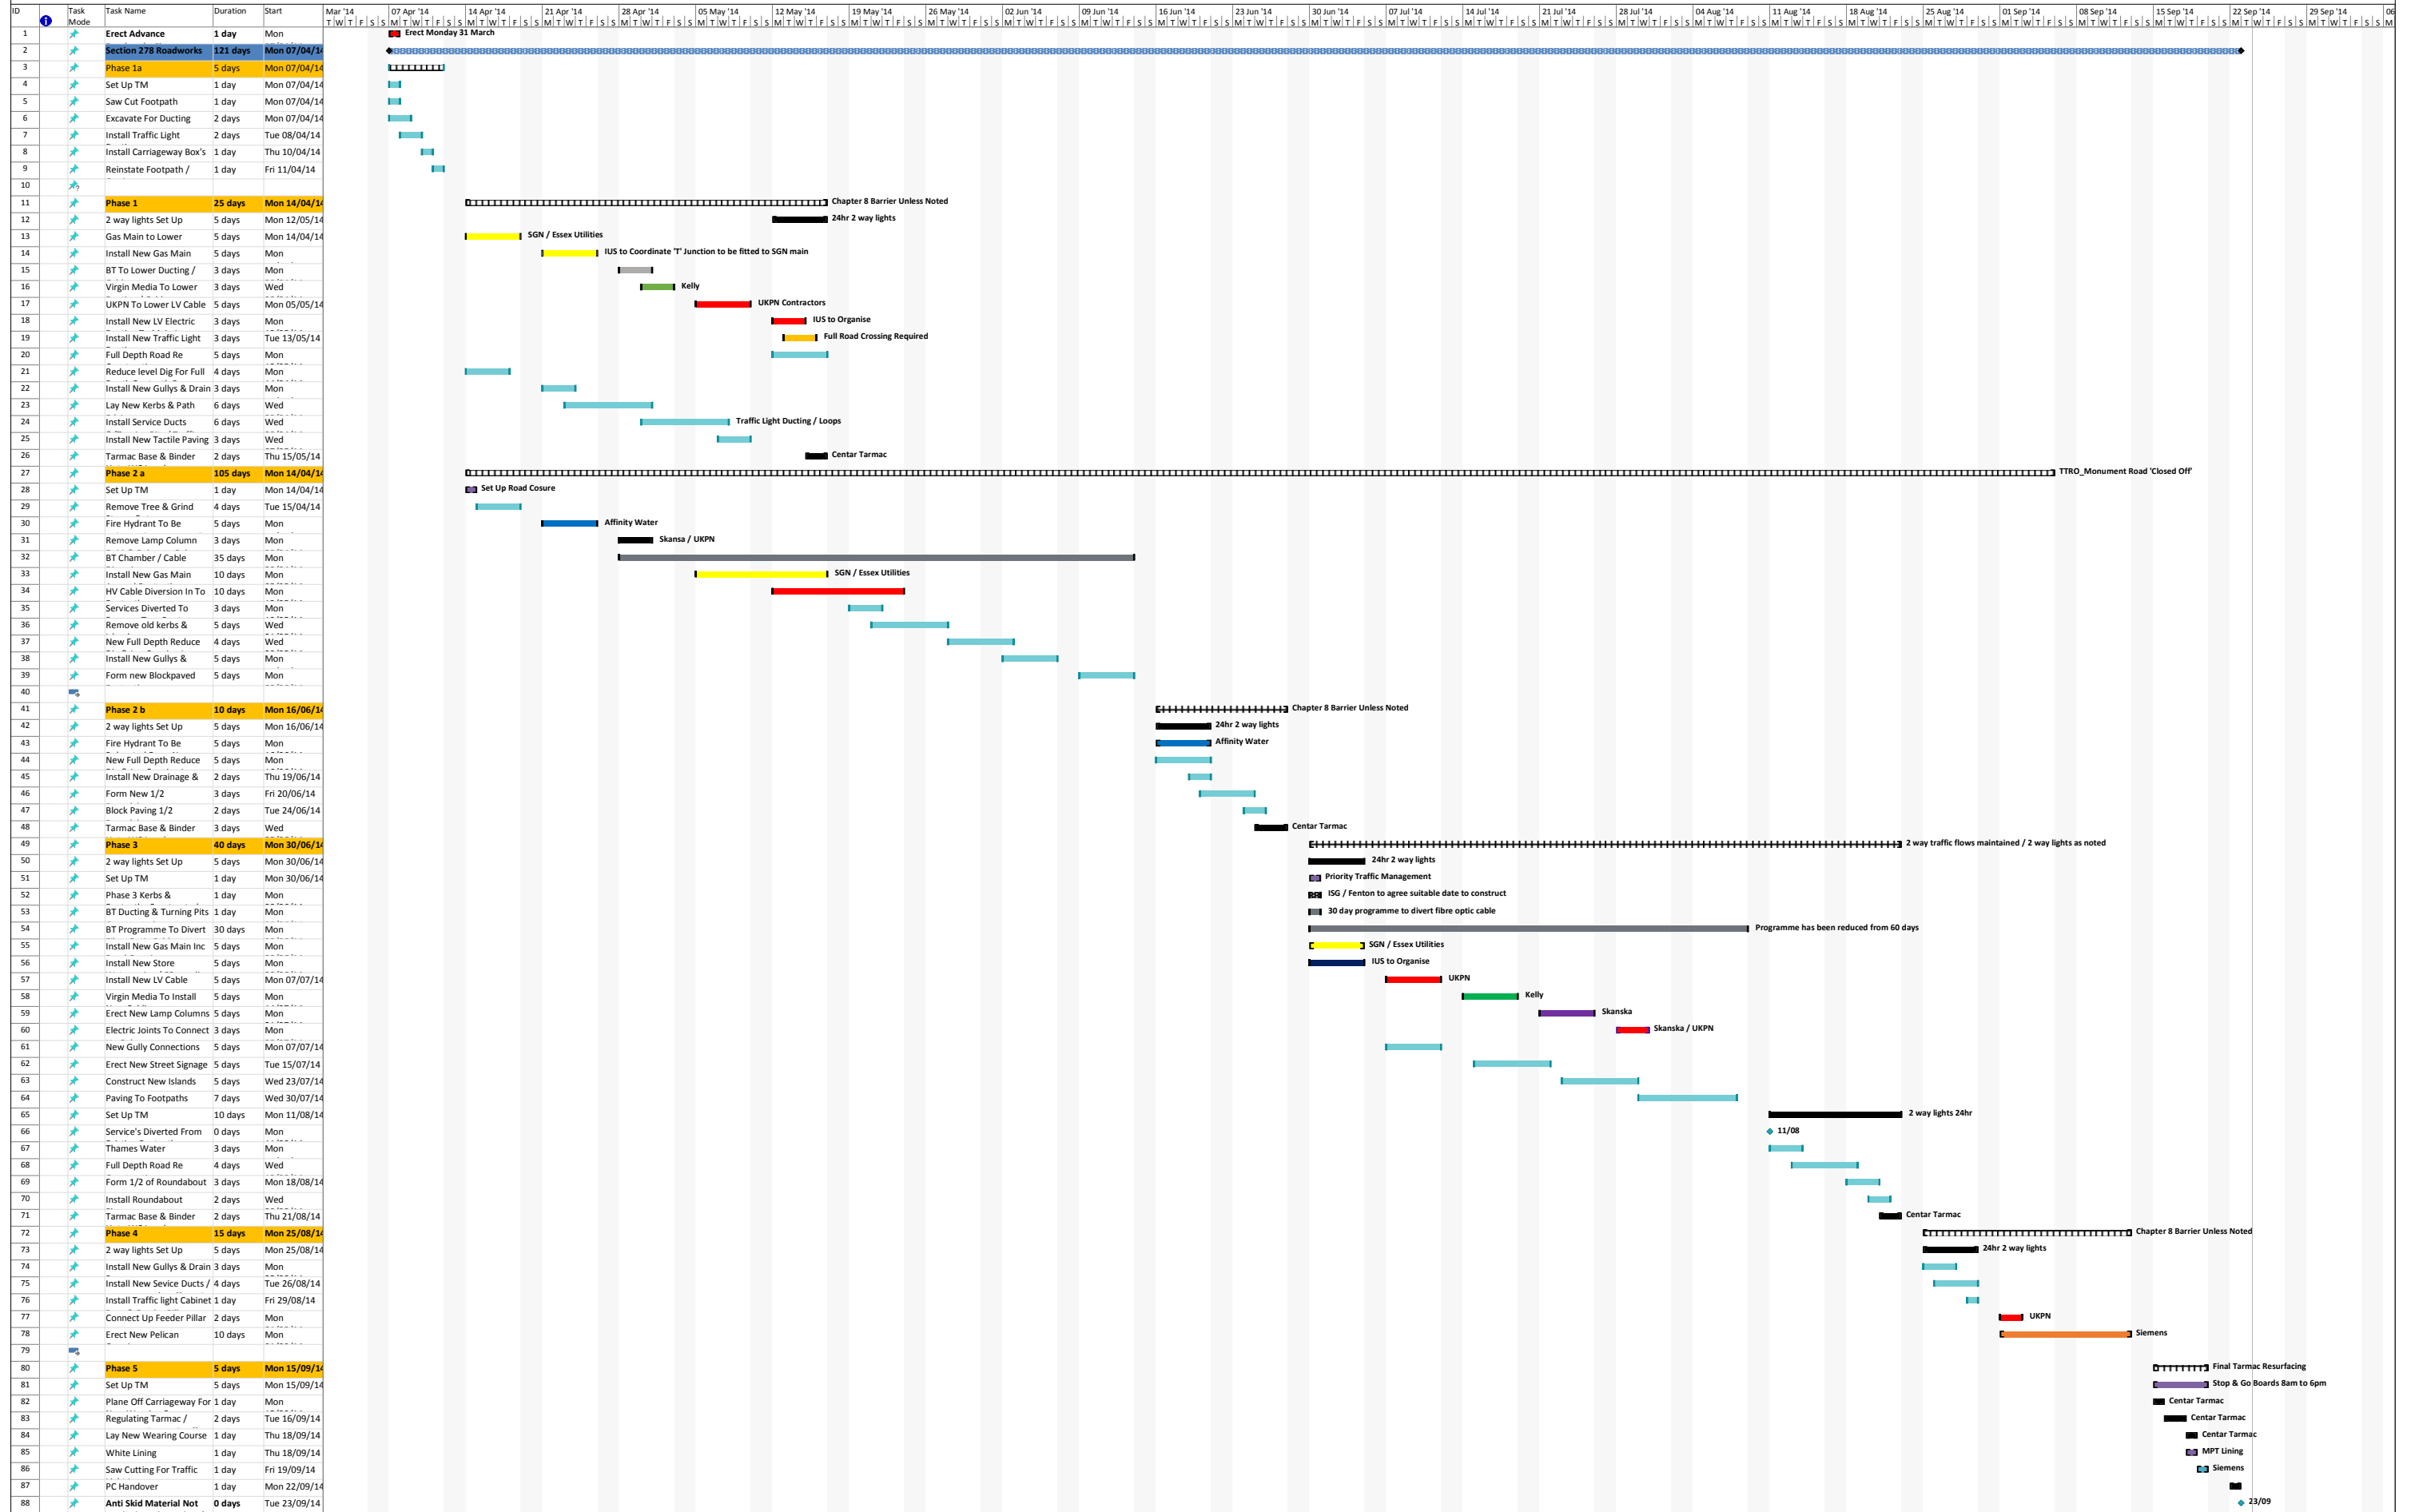 ID Task Mode Task Name Duration Start Mar '14 07 Apr '14 14 Apr '14 21 Apr '14 28 Apr '14 05 May '14 12 May '14 19 May '14 26 May '14 02 Jun '14 09 Jun '14 16 Jun '14 23 Jun '14 30 Jun '14 07 Jul '14 14 Jul '14 21 Jul '14 28 Jul '14 04 Aug '14 11 Aug '14 18 Aug '14 25 Aug '14 01 Sep '14 08 Sep '14 15 Sep '14 22 Sep '14 29 Sep '14 06
T W T F S S M T W T F S S M T W T F S S M T W T F S S M T W T F S S M T W T F S S M T W T F S S M T W T F S S M T W T F S S M T W T F S S M T W T F S S M T W T F S S M T W T F S S M T W T F S S M T W T F S S M T W T F S S M T W T F S S M T W T F S S M T W T F S S M T W T F S S M T W T F S S M T W T F S S M T W T F S S M T W T F S S M T W T F S S M T W T F S S M T W T F S S M
1 Erect Advance 1 day Mon Erect Monday 31 March
2 Section 278 Roadworks 121 days Mon 07/04/14
3 Phase 1a 5 days Mon 07/04/14
4 Set Up TM 1 day Mon 07/04/14
5 Saw Cut Footpath 1 day Mon 07/04/14
6 Excavate For Ducting 2 days Mon 07/04/14
7 Install Traffic Light 2 days Tue 08/04/14
8 Install Carriageway Box's 1 day Thu 10/04/14
9 Reinstate Footpath / 1 day Fri 11/04/14
10
11 Phase 1 25 days Mon 14/04/14 Chapter 8 Barrier Unless Noted
12 2 way lights Set Up 5 days Mon 12/05/14 24hr 2 way lights
13 Gas Main to Lower 5 days Mon 14/04/14 SGN / Essex Utilities
14 Install New Gas Main 5 days Mon IUS to Coordinate 'T' Junction to be fitted to SGN main
15 BT To Lower Ducting / 3 days Mon
16 Virgin Media To Lower 3 days Wed Kelly
17 UKPN To Lower LV Cable 5 days Mon 05/05/14 UKPN Contractors
18 Install New LV Electric 3 days Mon IUS to Organise
19 Install New Traffic Light 3 days Tue 13/05/14 Full Road Crossing Required
20 Full Depth Road Re 5 days Mon
21 Reduce level Dig For Full 4 days Mon
22 Install New Gullys & Drain 3 days Mon
23 Lay New Kerbs & Path 6 days Wed
24 Install Service Ducts 6 days Wed Traffic Light Ducting / Loops
25 Install New Tactile Paving 3 days Wed
26 Tarmac Base & Binder 2 days Thu 15/05/14 Centar Tarmac
27 Phase 2 a 105 days Mon 14/04/14 TTRO_Monument Road 'Closed Off'
28 Set Up TM 1 day Mon 14/04/14 Set Up Road Cosure
29 Remove Tree & Grind 4 days Tue 15/04/14
30 Fire Hydrant To Be 5 days Mon Affinity Water
31 Remove Lamp Column 3 days Mon Skansa / UKPN
32 BT Chamber / Cable 35 days Mon
33 Install New Gas Main 10 days Mon SGN / Essex Utilities
34 HV Cable Diversion In To 10 days Mon
35 Services Diverted To 3 days Mon
36 Remove old kerbs & 5 days Wed
37 New Full Depth Reduce 4 days Wed
38 Install New Gullys & 5 days Mon
39 Form new Blockpaved 5 days Mon
40
41 Phase 2 b 10 days Mon 16/06/14 Chapter 8 Barrier Unless Noted
42 2 way lights Set Up 5 days Mon 16/06/14 24hr 2 way lights
43 Fire Hydrant To Be 5 days Mon Affinity Water
44 New Full Depth Reduce 5 days Mon
45 Install New Drainage & 2 days Thu 19/06/14
46 Form New 1/2 3 days Fri 20/06/14
47 Block Paving 1/2 2 days Tue 24/06/14
48 Tarmac Base & Binder 3 days Wed Centar Tarmac
49 Phase 3 40 days Mon 30/06/14 2 way traffic flows maintained / 2 way lights as noted
50 2 way lights Set Up 5 days Mon 30/06/14 24hr 2 way lights
51 Set Up TM 1 day Mon 30/06/14 Priority Traffic Management
52 Phase 3 Kerbs & 1 day Mon ISG / Fenton to agree suitable date to construct
53 BT Ducting & Turning Pits 1 day Mon 30 day programme to divert fibre optic cable
54 BT Programme To Divert 30 days Mon Programme has been reduced from 60 days
55 Install New Gas Main Inc 5 days Mon SGN / Essex Utilities
56 Install New Store 5 days Mon IUS to Organise
57 Install New LV Cable 5 days Mon 07/07/14 UKPN
58 Virgin Media To Install 5 days Mon Kelly
59 Erect New Lamp Columns 5 days Mon Skanska
60 Electric Joints To Connect 3 days Mon Skanska / UKPN
61 New Gully Connections 5 days Mon 07/07/14
62 Erect New Street Signage 5 days Tue 15/07/14
63 Construct New Islands 5 days Wed 23/07/14
64 Paving To Footpaths 7 days Wed 30/07/14
65 Set Up TM 10 days Mon 11/08/14 2 way lights 24hr
66 Service's Diverted From 0 days Mon 11/08
67 Thames Water 3 days Mon
68 Full Depth Road Re 4 days Wed
69 Form 1/2 of Roundabout 3 days Mon 18/08/14
70 Install Roundabout 2 days Wed
71 Tarmac Base & Binder 2 days Thu 21/08/14 Centar Tarmac
72 Phase 4 15 days Mon 25/08/14 Chapter 8 Barrier Unless Noted
73 2 way lights Set Up 5 days Mon 25/08/14 24hr 2 way lights
74 Install New Gullys & Drain 3 days Mon
75 Install New Sevice Ducts / 4 days Tue 26/08/14
76 Install Traffic light Cabinet 1 day Fri 29/08/14
77 Connect Up Feeder Pillar 2 days Mon UKPN
78 Erect New Pelican 10 days Mon Siemens
79
80 Phase 5 5 days Mon 15/09/14 Final Tarmac Resurfacing
81 Set Up TM 5 days Mon 15/09/14 Stop & Go Boards 8am to 6pm
82 Plane Off Carriageway For 1 day Mon Centar Tarmac
83 Regulating Tarmac / 2 days Tue 16/09/14 Centar Tarmac
84 Lay New Wearing Course 1 day Thu 18/09/14 Centar Tarmac
85 White Lining 1 day Thu 18/09/14 MPT Lining
86 Saw Cutting For Traffic 1 day Fri 19/09/14 Siemens
87 PC Handover 1 day Mon 22/09/14
88 Anti Skid Material Not 0 days Tue 23/09/14 23/09